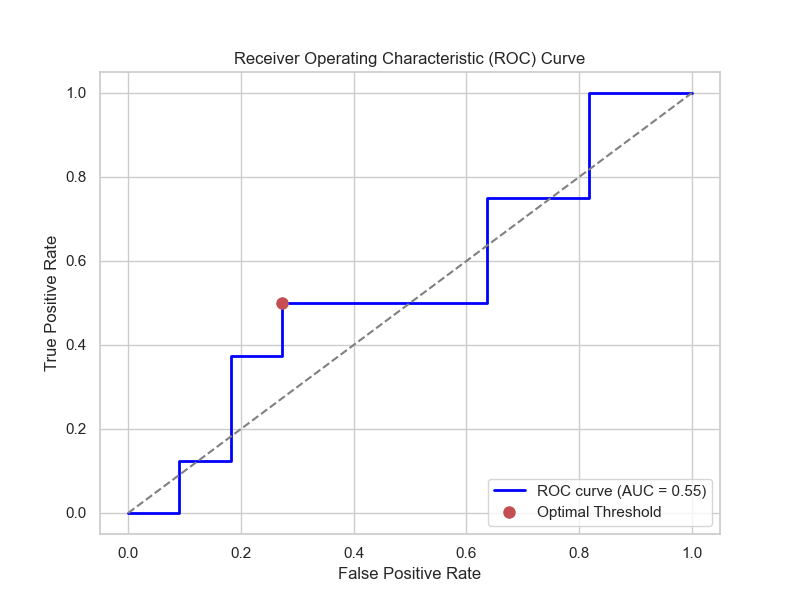 Receiver Operating Characteristic (ROC) Curve
True Positive Rate
1.0
0.8
0.6
0.4
0.2
0.0
0.0 0.2 0.4 0.6 0.8 1.0
False Positive Rate
ROC curve (AUC = 0.55)
Optimal Threshold